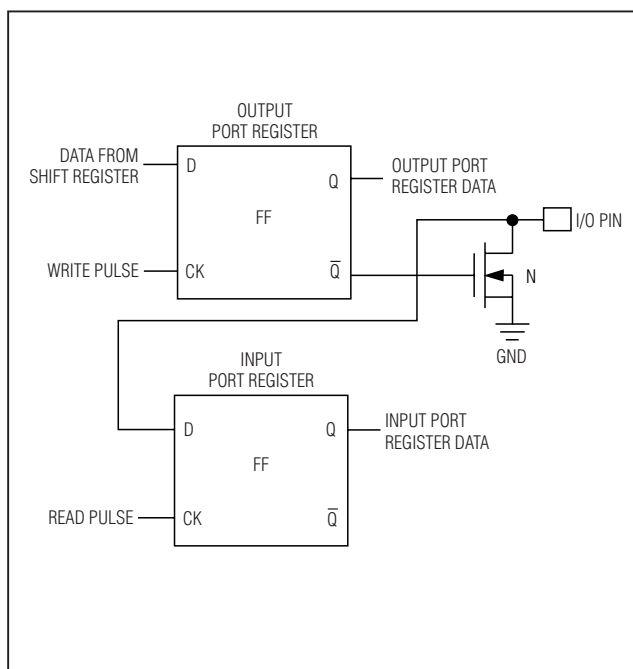 OUTPUT
PORT REGISTER
DATA FROM
SHIFT REGISTER
D
Q
OUTPUT PORT
REGISTER DATA
FF
I/O PIN
WRITE PULSE
CK
Q̅
N
GND
INPUT
PORT REGISTER
D
Q
INPUT PORT
REGISTER DATA
FF
READ PULSE
CK
Q̅